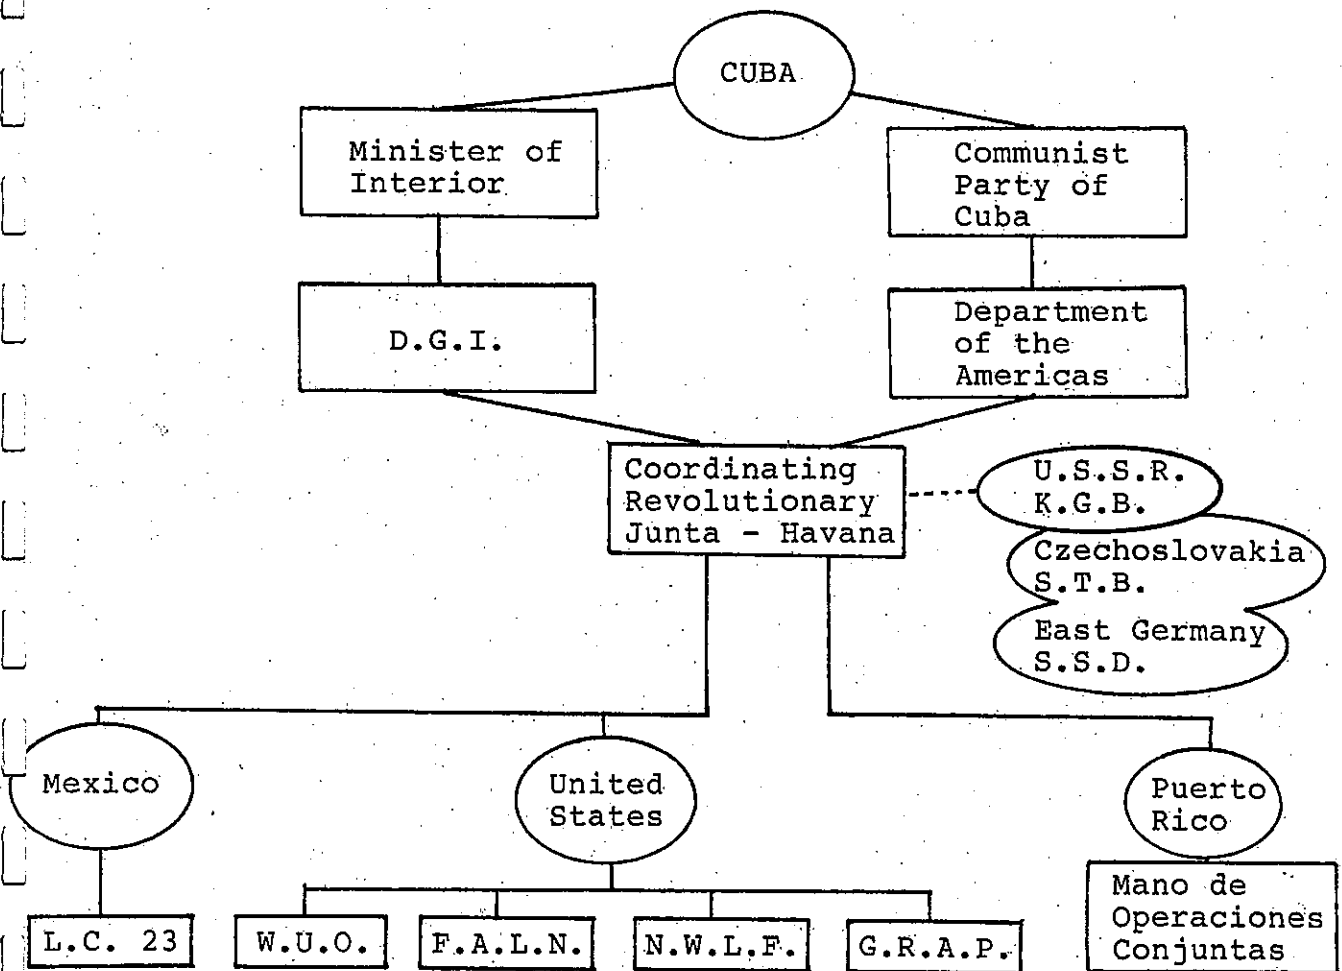 CUBA
Minister of
Interior
Communist
Party of
Cuba
D.G.I.
Department
of the
Americas
Coordinating
Revolutionary
Junta - Havana
U.S.S.R.
K.G.B.
Czechoslovakia
S.T.B.
East Germany
S.S.D.
Mexico
United
States
Puerto
Rico
L.C. 23
W.U.O.
F.A.L.N.
N.W.L.F.
G.R.A.P.
Mano de
Operaciones
Conjuntas